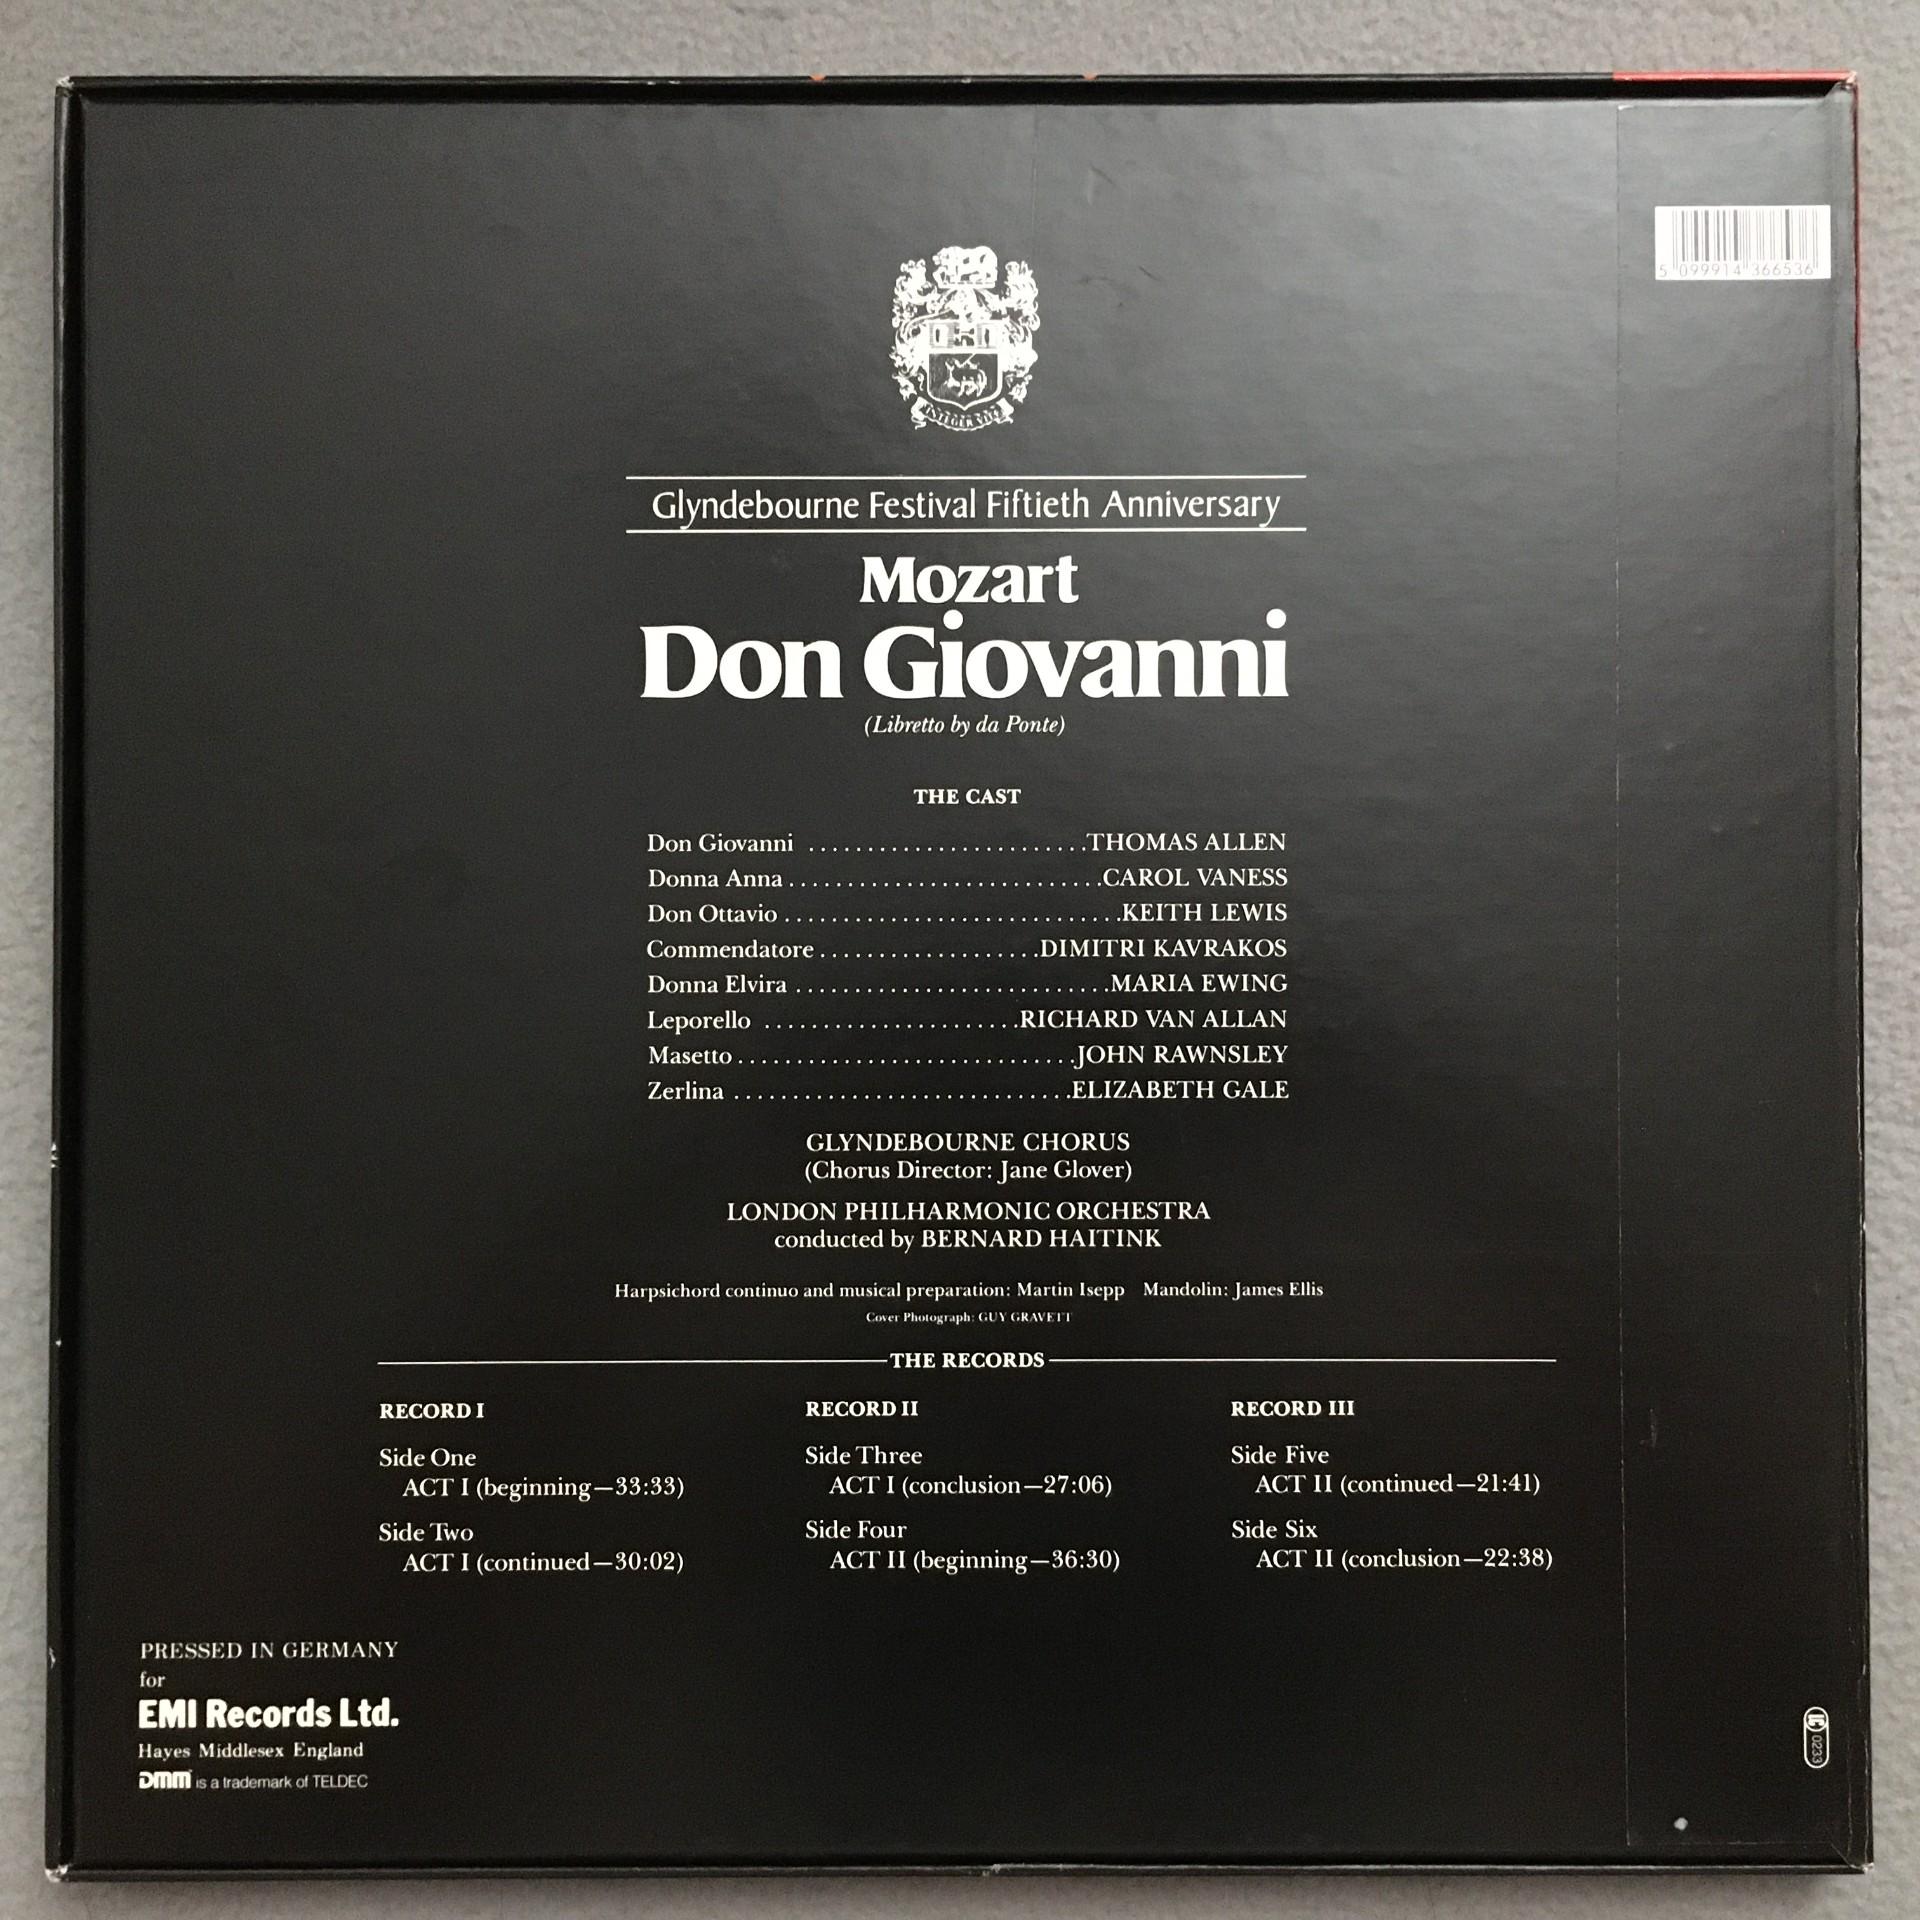 5 099914 366536
INTEGER VITÆ
Glyndebourne Festival Fiftieth Anniversary
Mozart
Don Giovanni
(Libretto by da Ponte)
THE CAST
Don Giovanni ........................THOMAS ALLEN
Donna Anna...........................CAROL VANESS
Don Ottavio.............................KEITH LEWIS
Commendatore...................DIMITRI KAVRAKOS
Donna Elvira...........................MARIA EWING
Leporello ......................RICHARD VAN ALLAN
Masetto.............................JOHN RAWNSLEY
Zerlina .............................ELIZABETH GALE
GLYNDEBOURNE CHORUS
(Chorus Director: Jane Glover)
LONDON PHILHARMONIC ORCHESTRA
conducted by BERNARD HAITINK
Harpsichord continuo and musical preparation: Martin Isepp Mandolin: James Ellis
Cover Photograph: GUY GRAVETT
THE RECORDS
RECORD I
Side One
ACT I (beginning—33:33)
Side Two
ACT I (continued—30:02)
RECORD II
Side Three
ACT I (conclusion—27:06)
Side Four
ACT II (beginning—36:30)
RECORD III
Side Five
ACT II (continued—21:41)
Side Six
ACT II (conclusion—22:38)
PRESSED IN GERMANY
for
EMI Records Ltd.
Hayes Middlesex England
DMM is a trademark of TELDEC
LC 0233